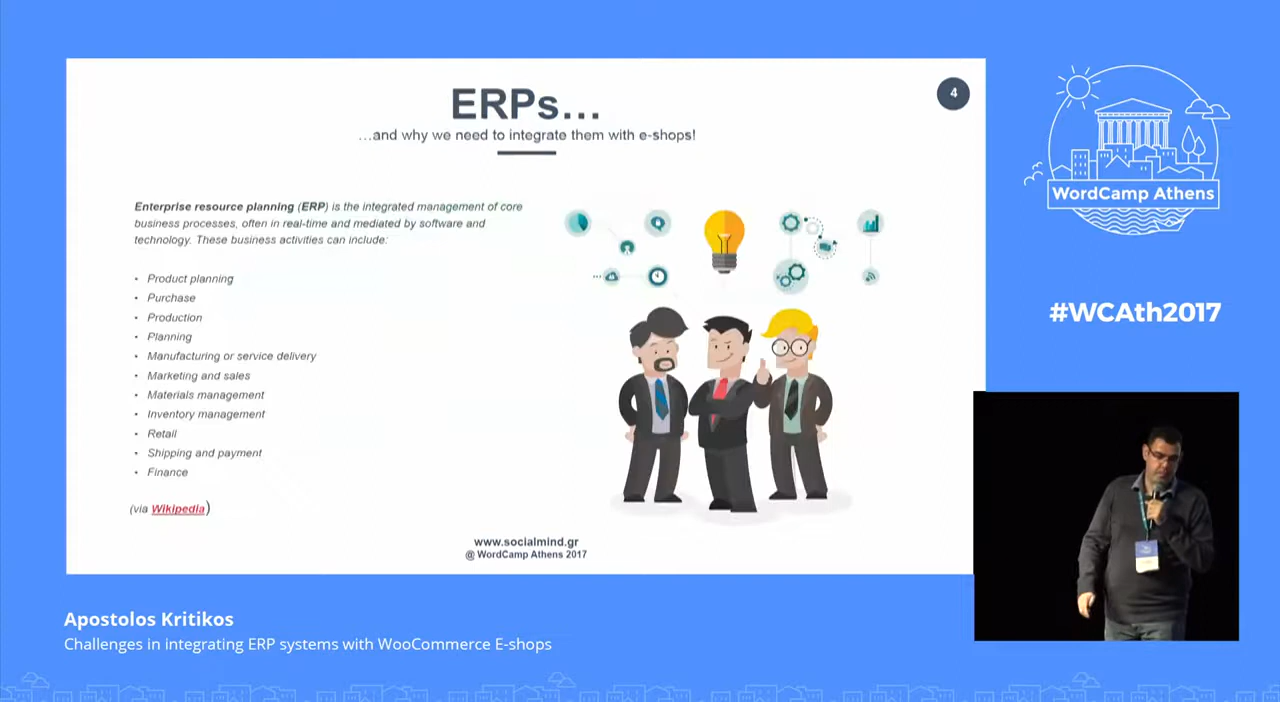 ERPs...
...and why we need to integrate them with e-shops!
4
Enterprise resource planning (ERP) is the integrated management of core
business processes, often in real-time and mediated by software and
technology. These business activities can include:
• Product planning
• Purchase
• Production
• Planning
• Manufacturing or service delivery
• Marketing and sales
• Materials management
• Inventory management
• Retail
• Shipping and payment
• Finance
(via Wikipedia)
www.socialmind.gr
@ WordCamp Athens 2017
WordCamp Athens
#WCAth2017
Apostolos Kritikos
Challenges in integrating ERP systems with WooCommerce E-shops